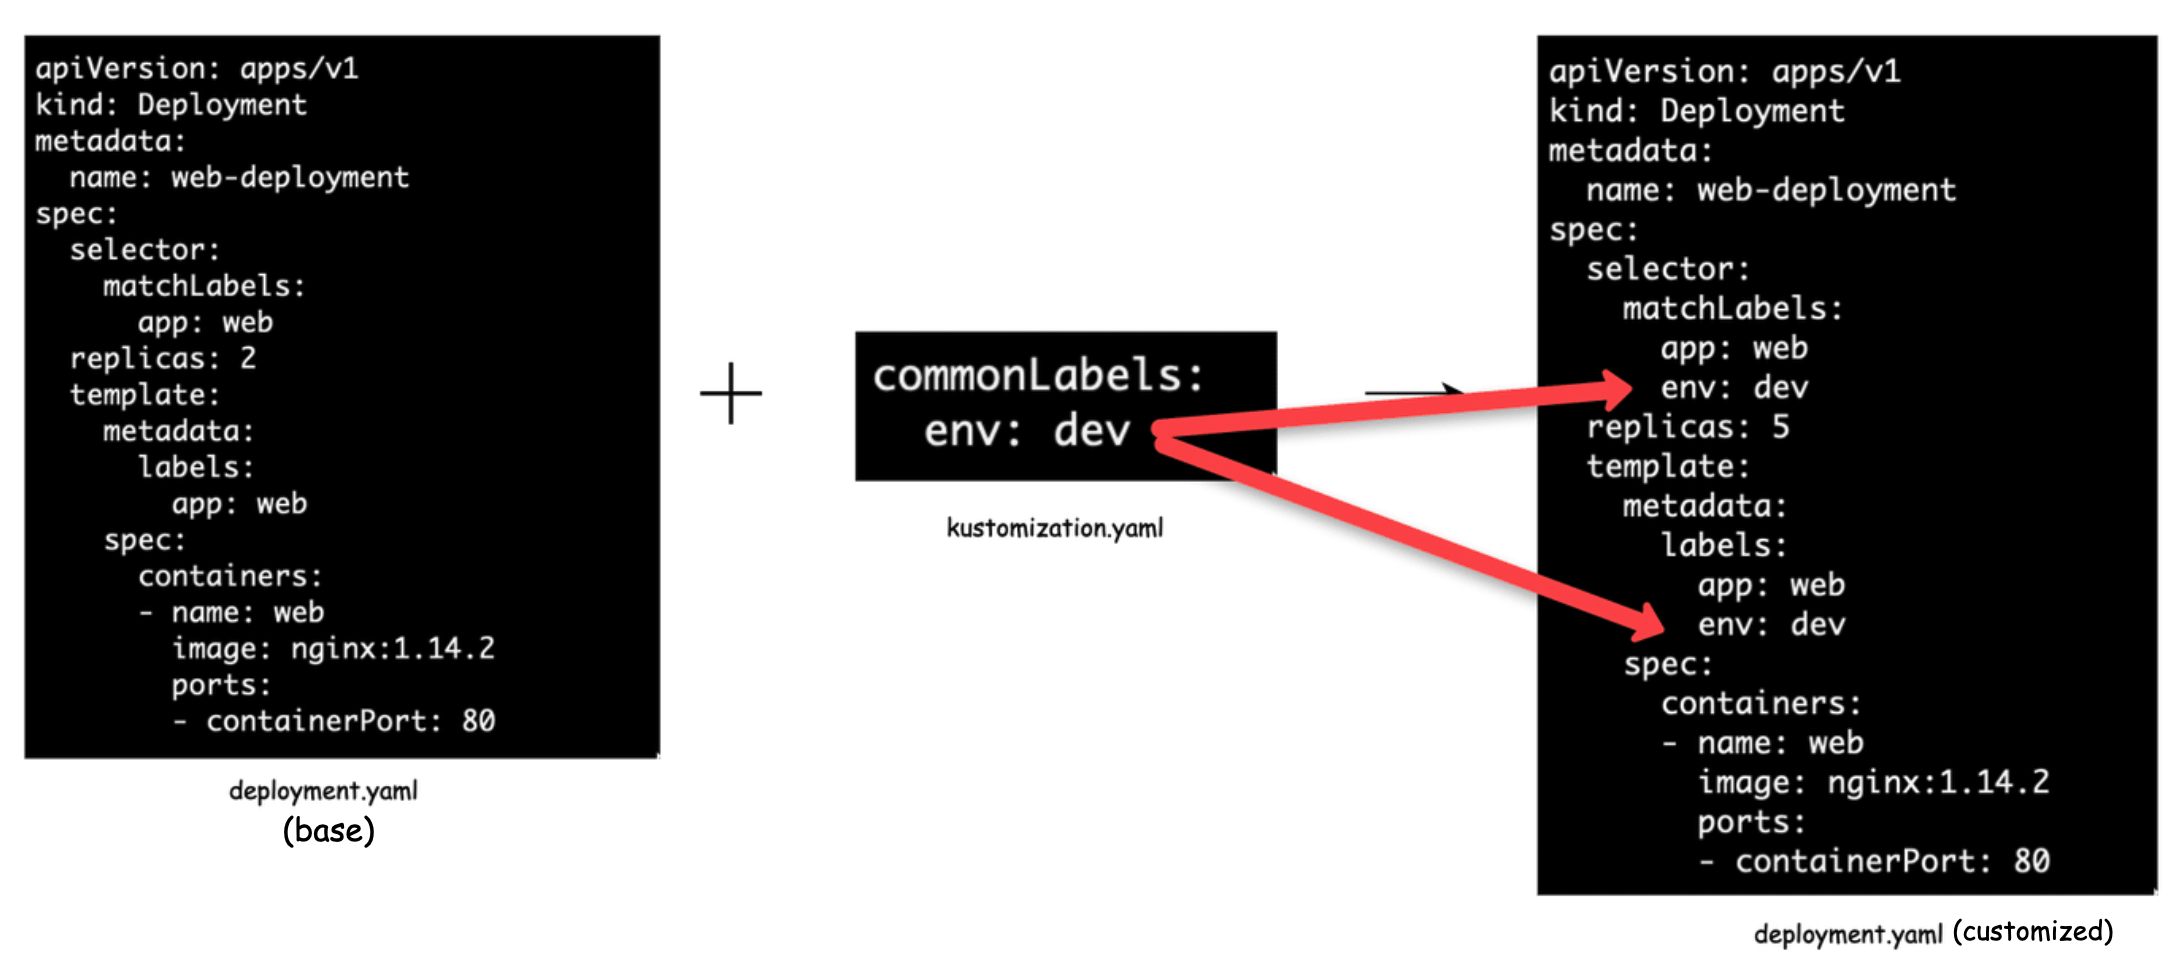 apiVersion: apps/v1
kind: Deployment
metadata:
  name: web-deployment
spec:
  selector:
    matchLabels:
      app: web
  replicas: 2
  template:
    metadata:
      labels:
        app: web
    spec:
      containers:
      - name: web
        image: nginx:1.14.2
        ports:
        - containerPort: 80
deployment.yaml
(base)
+
commonLabels:
  env: dev
kustomization.yaml
apiVersion: apps/v1
kind: Deployment
metadata:
  name: web-deployment
spec:
  selector:
    matchLabels:
      app: web
      env: dev
  replicas: 5
  template:
    metadata:
      labels:
        app: web
        env: dev
    spec:
      containers:
      - name: web
        image: nginx:1.14.2
        ports:
        - containerPort: 80
deployment.yaml (customized)